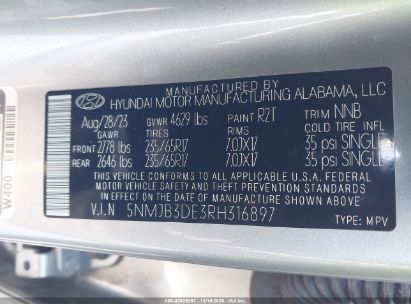 MANUFACTURED BY
HYUNDAI MOTOR MANUFACTURING ALABAMA, LLC
Aug/28/23 GVWR 4629 lbs PAINT R2T TRIM NNB
GAWR TIRES RIMS COLD TIRE INFL
FRONT 2778 lbs 235/65R17 7.0JX17 35 psi SINGLE
REAR 2646 lbs 235/65R17 7.0JX17 35 psi SINGLE
THIS VEHICLE CONFORMS TO ALL APPLICABLE U.S.A. FEDERAL
MOTOR VEHICLE SAFETY, BUMPER, AND THEFT PREVENTION STANDARDS
IN EFFECT ON THE DATE OF MANUFACTURE SHOWN ABOVE.
V.I.N 5NMJB3DE3RH316897 TYPE: MPV
W400